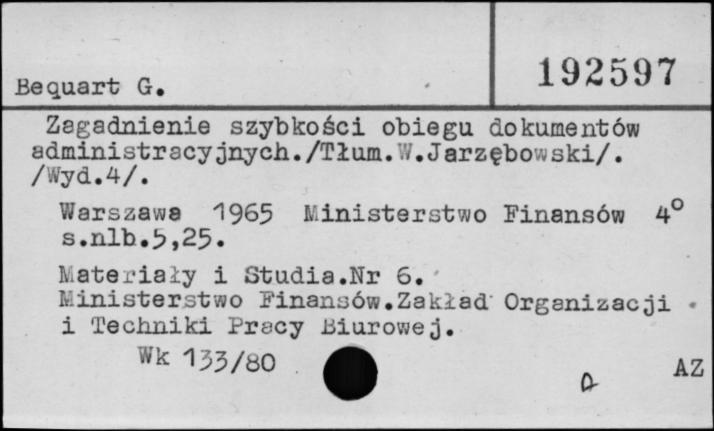 192597
Bequart G.
Zagadnienie szybkości obiegu dokumentów
administracyjnych./Tłum.W.Jarzębowski/.
/Wyd.4/.
Warszawa 1965 Ministerstwo Finansów 4°
s.nlb.5,25.
Materiały i Studia.Nr 6.
Ministerstwo Finansów.Zakład Organizacji
i Techniki Pracy Biurowej.
Wk 133/80
AZ